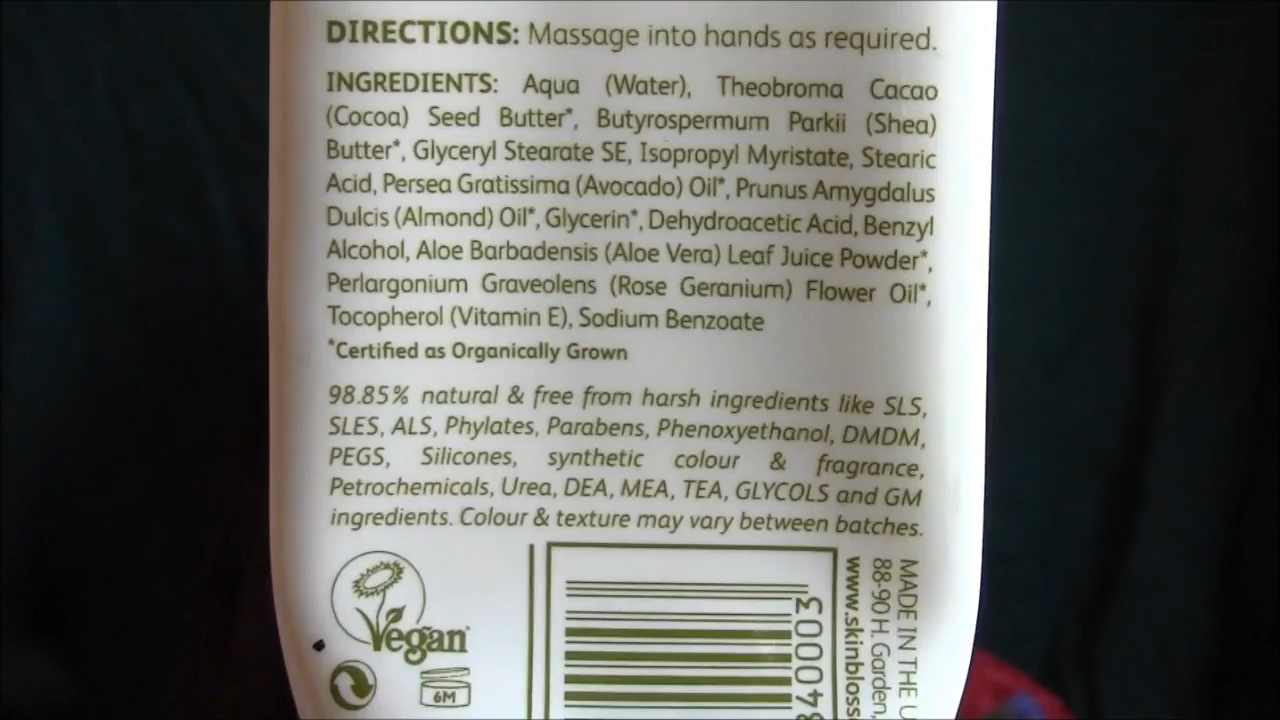 DIRECTIONS: Massage into hands as required.
INGREDIENTS: Aqua (Water), Theobroma Cacao
(Cocoa) Seed Butter*, Butyrospermum Parkii (Shea)
Butter*, Glyceryl Stearate SE, Isopropyl Myristate, Stearic
Acid, Persea Gratissima (Avocado) Oil*, Prunus Amygdalus
Dulcis (Almond) Oil*, Glycerin*, Dehydroacetic Acid, Benzyl
Alcohol, Aloe Barbadensis (Aloe Vera) Leaf Juice Powder*,
Perlargonium Graveolens (Rose Geranium) Flower Oil*,
Tocopherol (Vitamin E), Sodium Benzoate
*Certified as Organically Grown
98.85% natural & free from harsh ingredients like SLS,
SLES, ALS, Phylates, Parabens, Phenoxyethanol, DMDM,
PEGS, Silicones, synthetic colour & fragrance,
Petrochemicals, Urea, DEA, MEA, TEA, GLYCOLS and GM
ingredients. Colour & texture may vary between batches.
Vegan
6M
MADE IN THE
88-90 H. Garden,
www.skinbloss